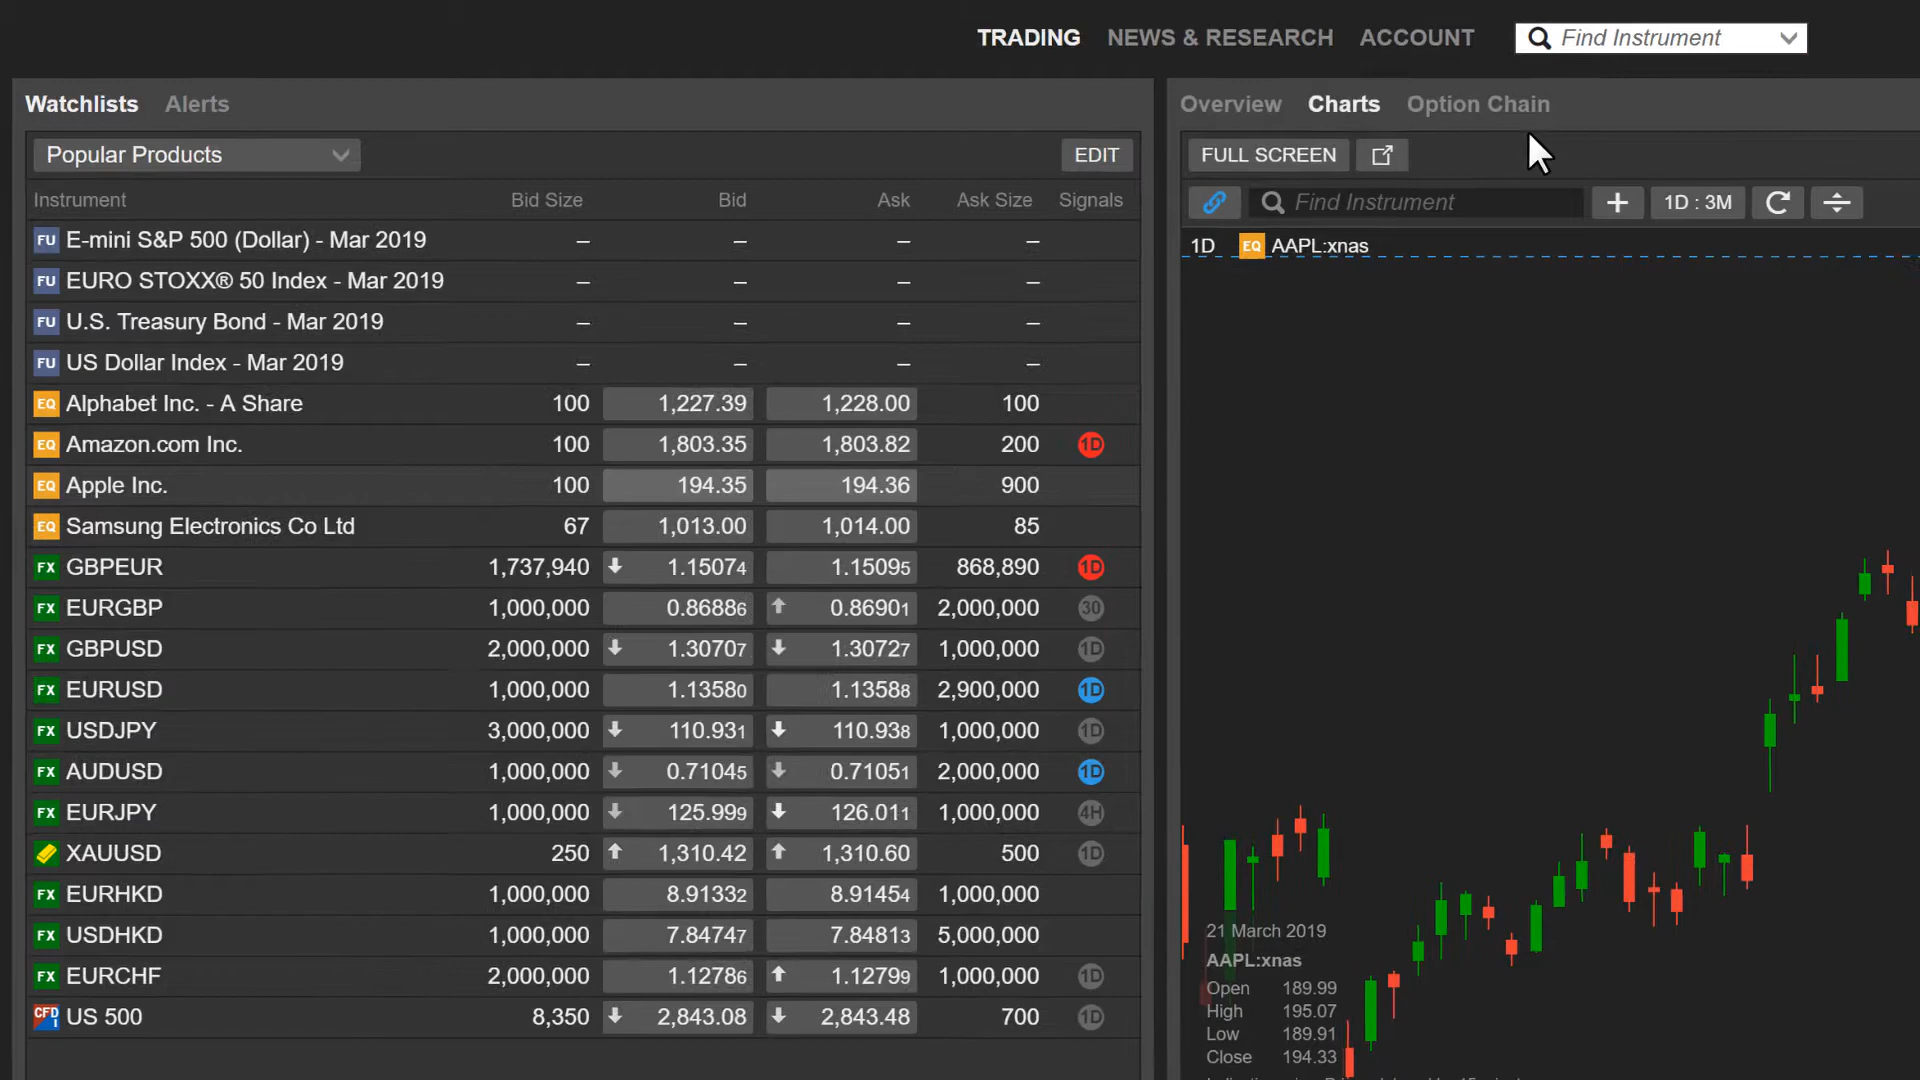 TRADING NEWS & RESEARCH ACCOUNT Find Instrument
Watchlists Alerts
Popular Products EDIT
Instrument Bid Size Bid Ask Ask Size Signals
FU E-mini S&P 500 (Dollar) - Mar 2019 – – – –
FU EURO STOXX® 50 Index - Mar 2019 – – – –
FU U.S. Treasury Bond - Mar 2019 – – – –
FU US Dollar Index - Mar 2019 – – – –
EQ Alphabet Inc. - A Share 100 1,227.39 1,228.00 100
EQ Amazon.com Inc. 100 1,803.35 1,803.82 200 1D
EQ Apple Inc. 100 194.35 194.36 900
EQ Samsung Electronics Co Ltd 67 1,013.00 1,014.00 85
FX GBPEUR 1,737,940 1.15074 1.15095 868,890 1D
FX EURGBP 1,000,000 0.86886 0.86901 2,000,000 30
FX GBPUSD 2,000,000 1.30707 1.30727 1,000,000 1D
FX EURUSD 1,000,000 1.13580 1.13588 2,900,000 1D
FX USDJPY 3,000,000 110.931 110.938 1,000,000 1D
FX AUDUSD 1,000,000 0.71045 0.71051 2,000,000 1D
FX EURJPY 1,000,000 125.999 126.011 1,000,000 4H
XAUUSD 250 1,310.42 1,310.60 500 1D
FX EURHKD 1,000,000 8.91332 8.91454 1,000,000
FX USDHKD 1,000,000 7.84747 7.84813 5,000,000
FX EURCHF 2,000,000 1.12786 1.12799 1,000,000 1D
CFD I US 500 8,350 2,843.08 2,843.48 700 1D
Overview Charts Option Chain
FULL SCREEN
Find Instrument 1D : 3M
1D EQ AAPL:xnas
21 March 2019
AAPL:xnas
Open 189.99
High 195.07
Low 189.91
Close 194.33